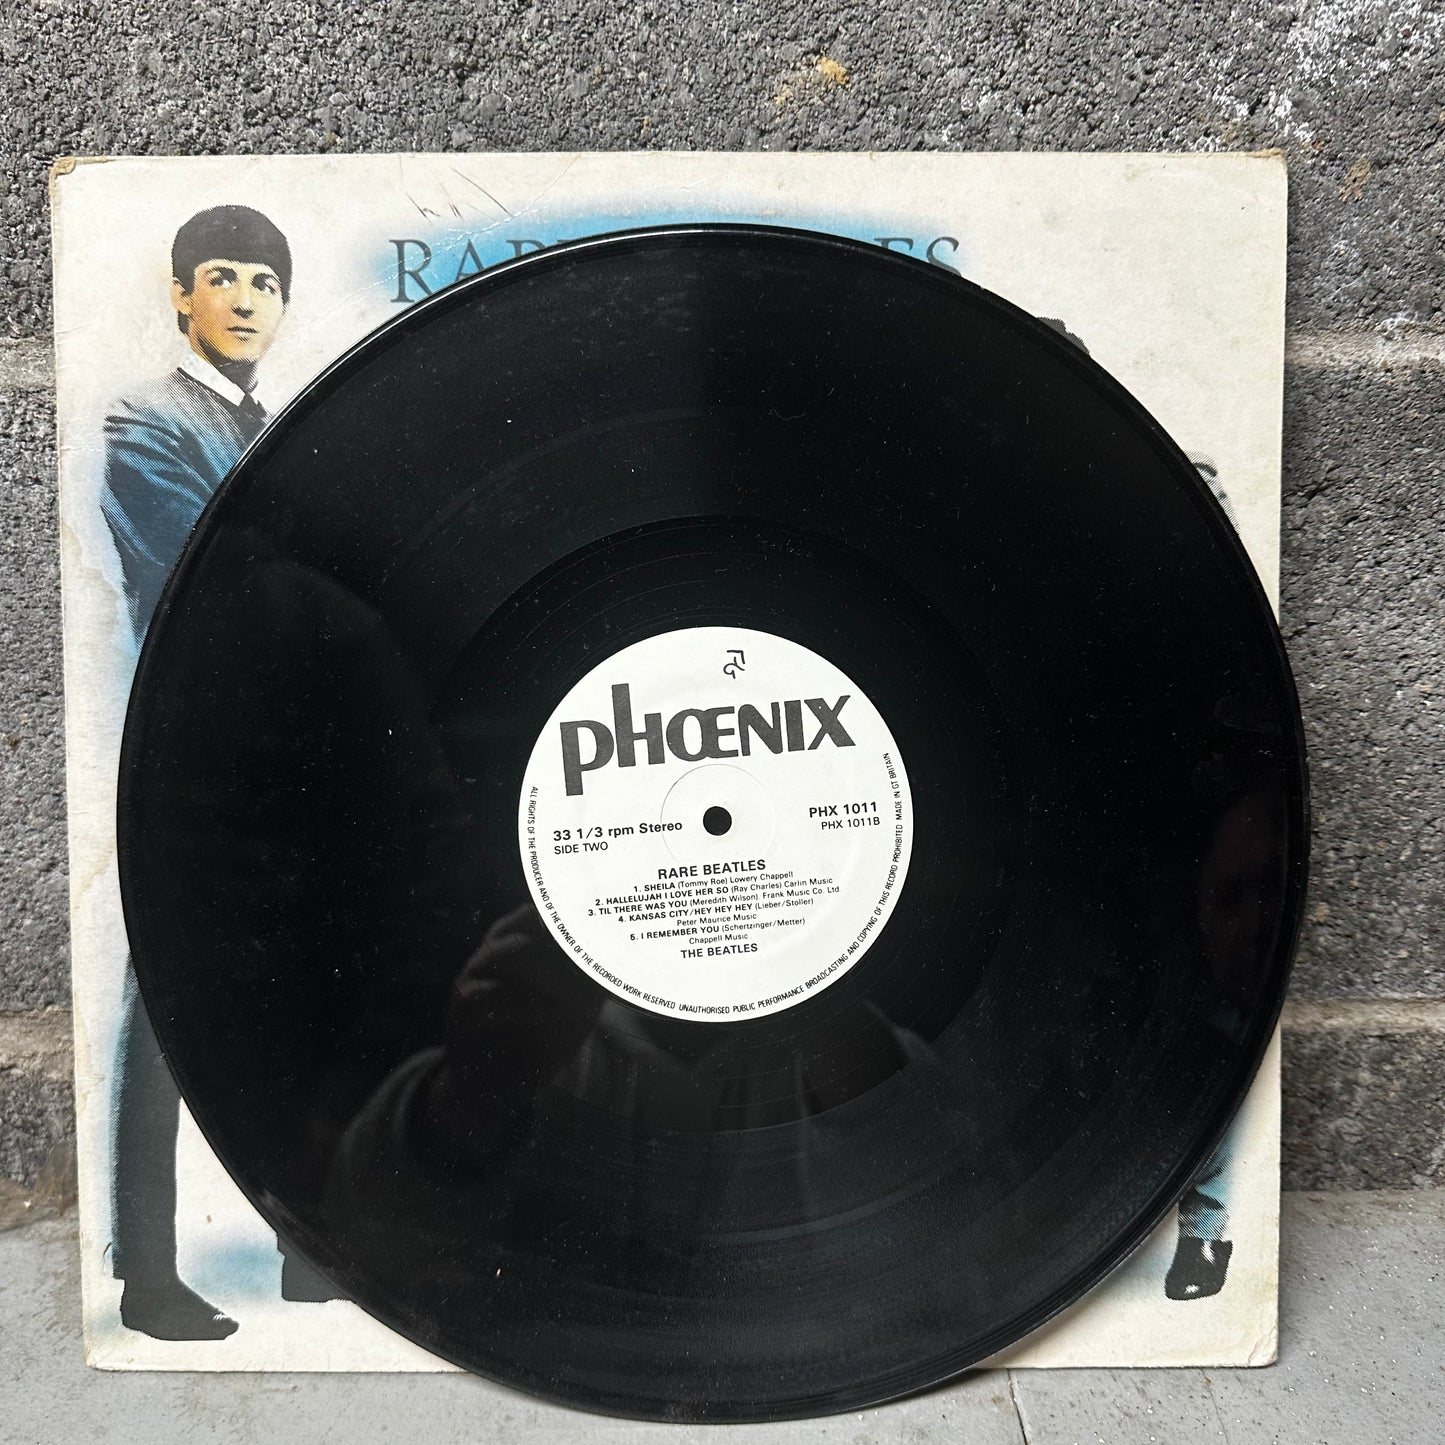 RARE BEATLES
PHŒNIX
33 1/3 rpm Stereo
SIDE TWO
PHX 1011
PHX 1011B
RARE BEATLES
1. SHEILA (Tommy Roe) Lowery Chappell
2. HALLELUJAH I LOVE HER SO (Ray Charles) Carlin Music
3. TIL THERE WAS YOU (Meredith Wilson). Frank Music Co. Ltd
4. KANSAS CITY/HEY HEY HEY (Lieber/Stoller)
Peter Maurice Music
5. I REMEMBER YOU (Schertzinger/Metter)
Chappell Music
THE BEATLES
ALL RIGHTS OF THE PRODUCER AND OF THE OWNER OF THE RECORDED WORK RESERVED UNAUTHORISED PUBLIC PERFORMANCE BROADCASTING AND COPYING OF THIS RECORD PROHIBITED MADE IN GT BRITAIN